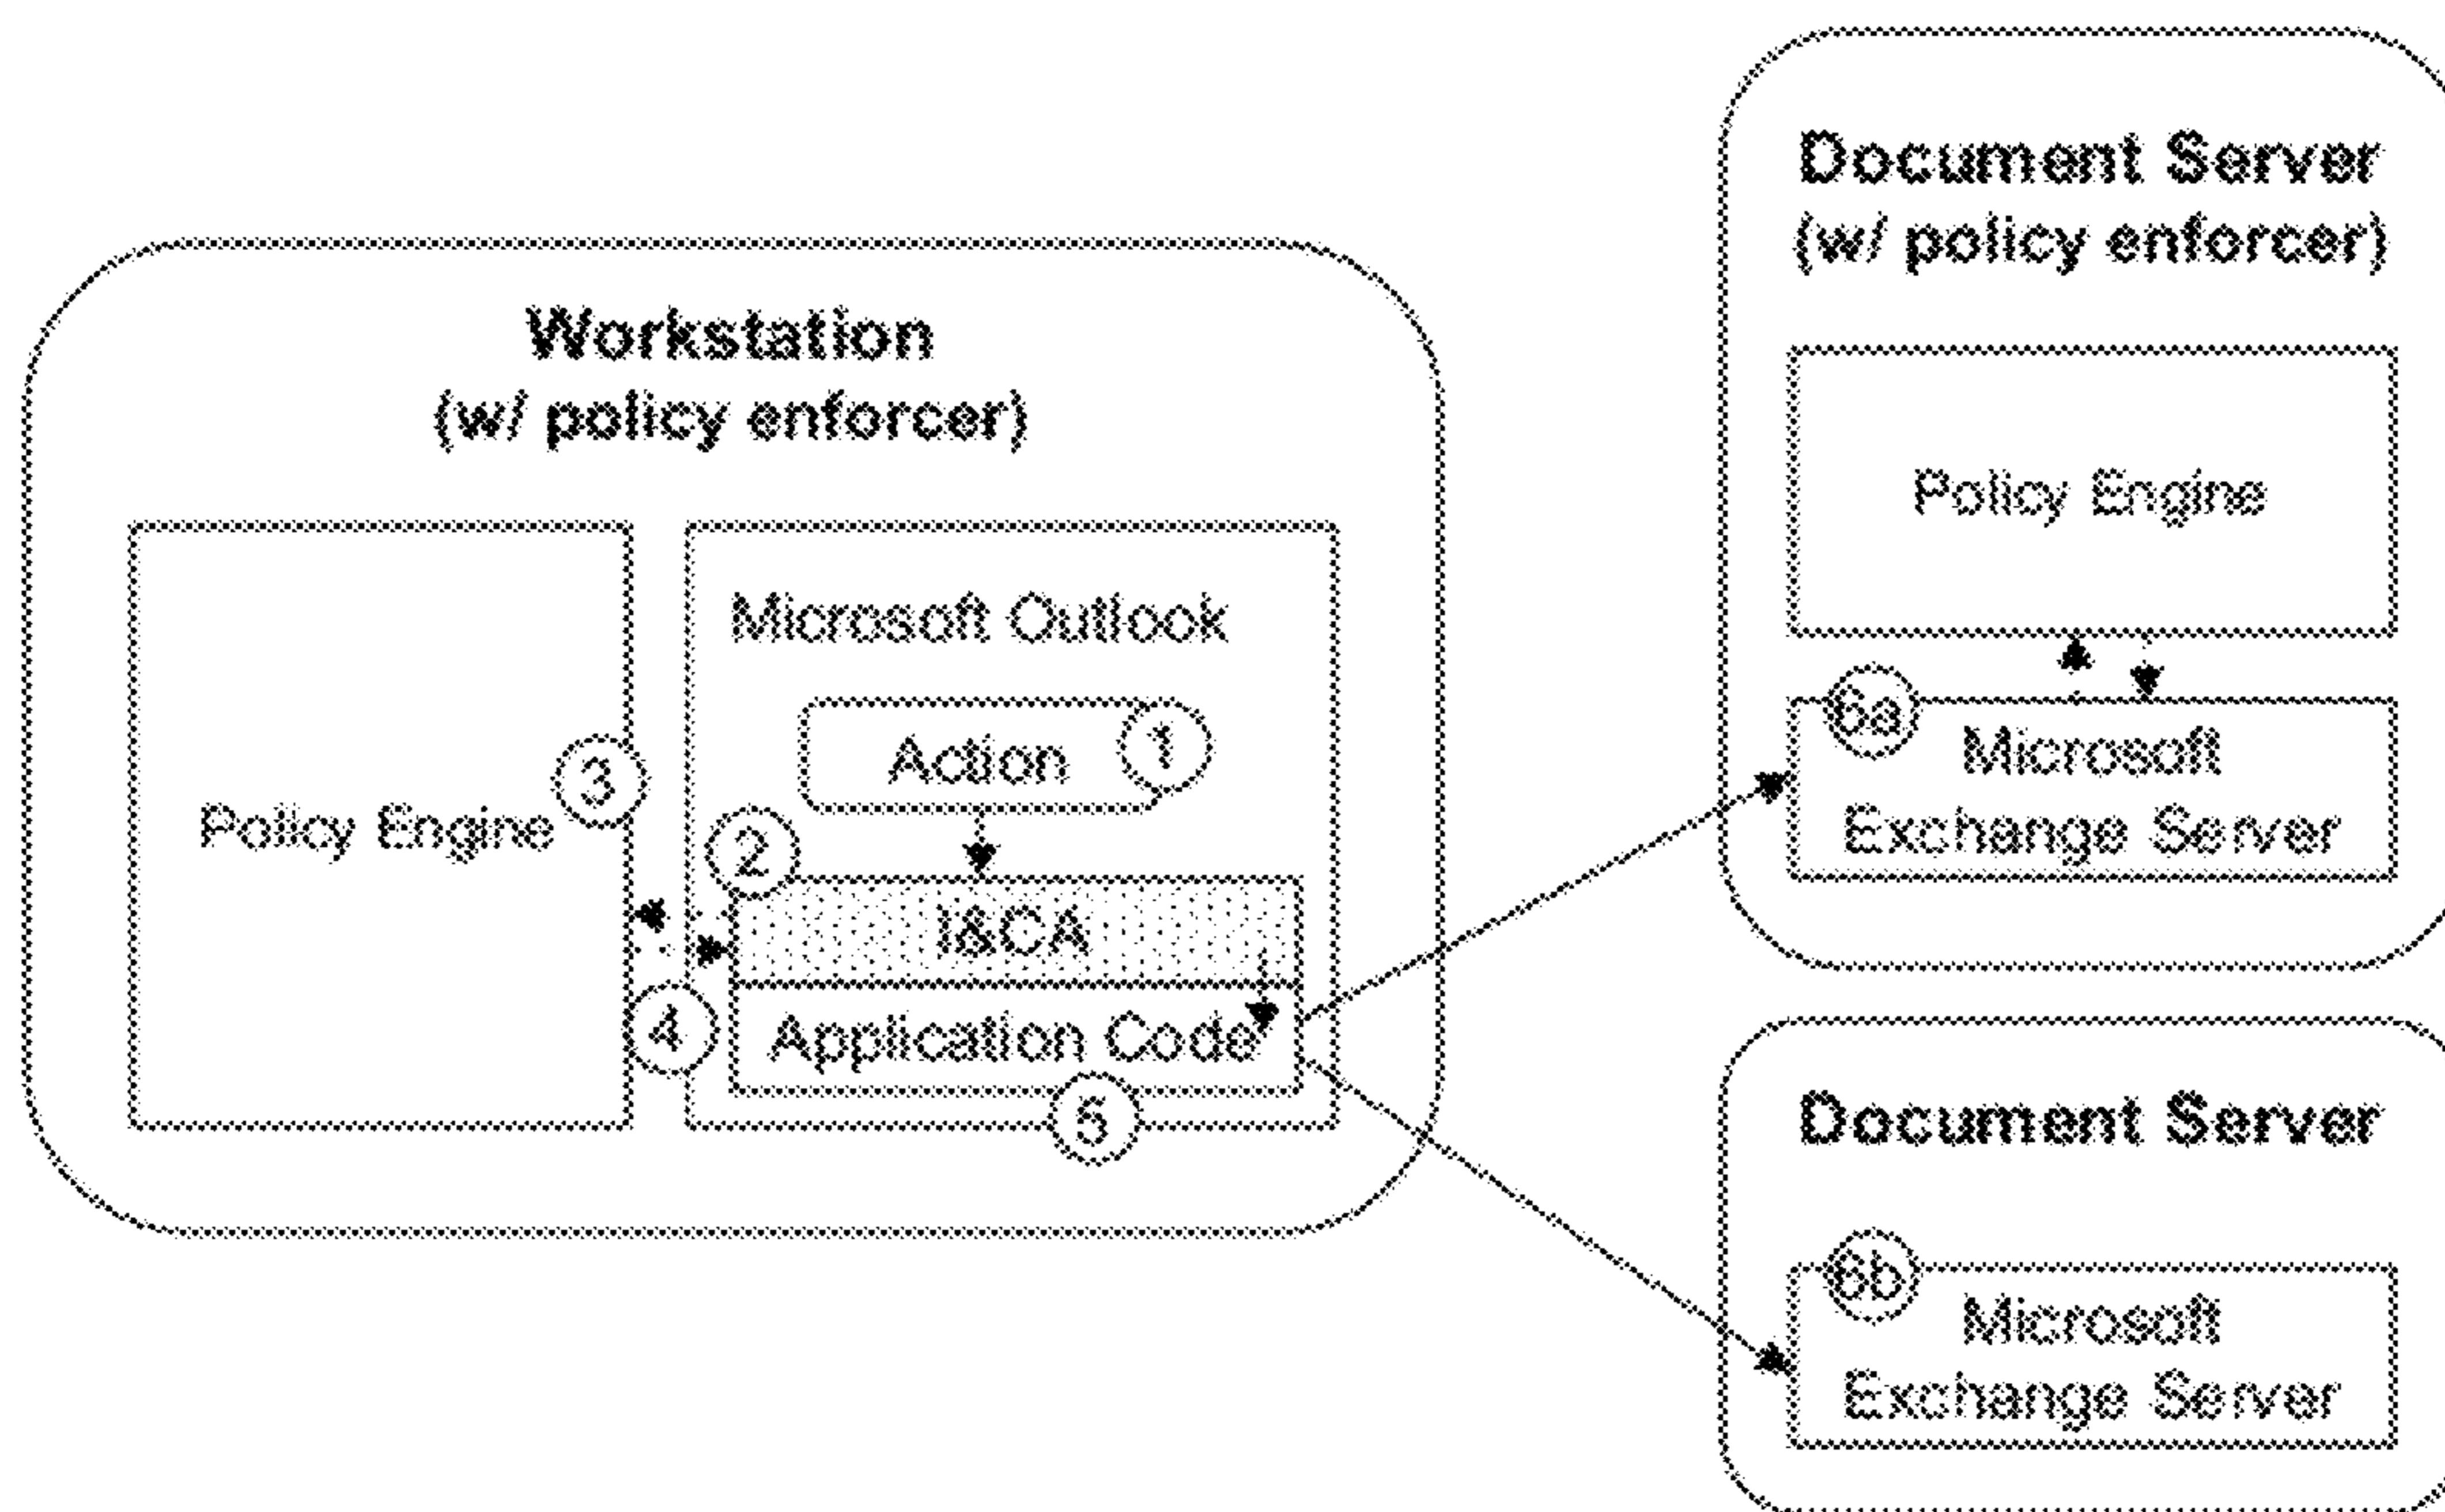 Workstation
(w/ policy enforcer)
Policy Engine
3
Microsoft Outlook
Action
1
2
I&CA
4
Application Code
5
Document Server
(w/ policy enforcer)
Policy Engine
6a
Microsoft
Exchange Server
Document Server
6b
Microsoft
Exchange Server